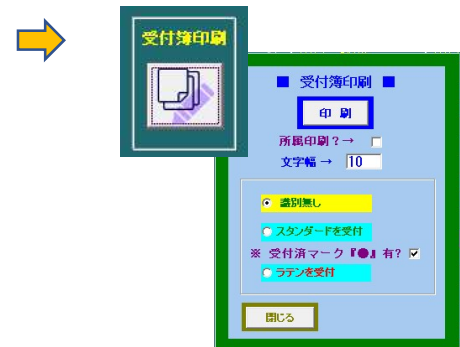 受付簿印刷
■ 受付簿印刷 ■
印 刷
所属印刷?→
文字幅 → 10
識別無し
スタンダードを受付
※ 受付済マーク『●』有?
ラテンを受付
閉じる